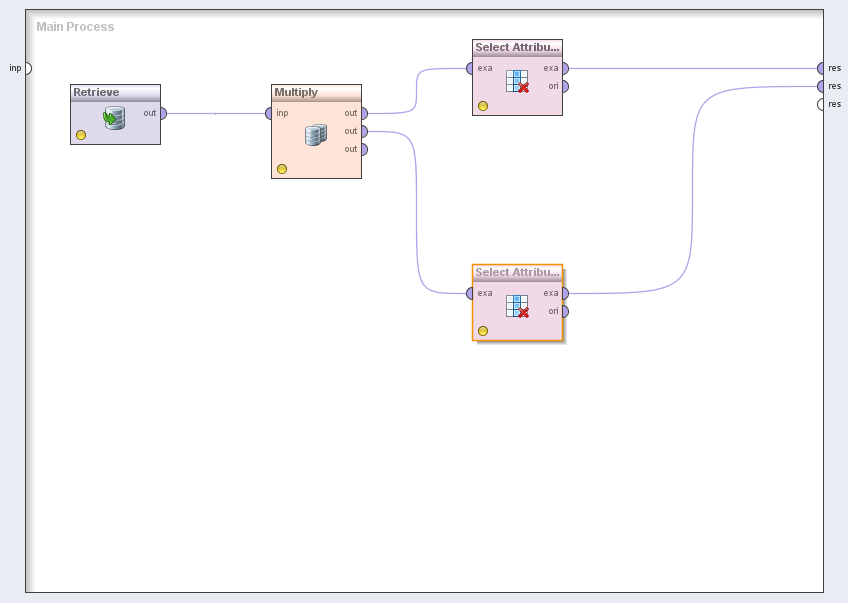 Main Process
inp
Retrieve
out
Multiply
inp
out
out
out
Select Attribu...
exa
exa
ori
res
res
res
Select Attribu...
exa
exa
ori